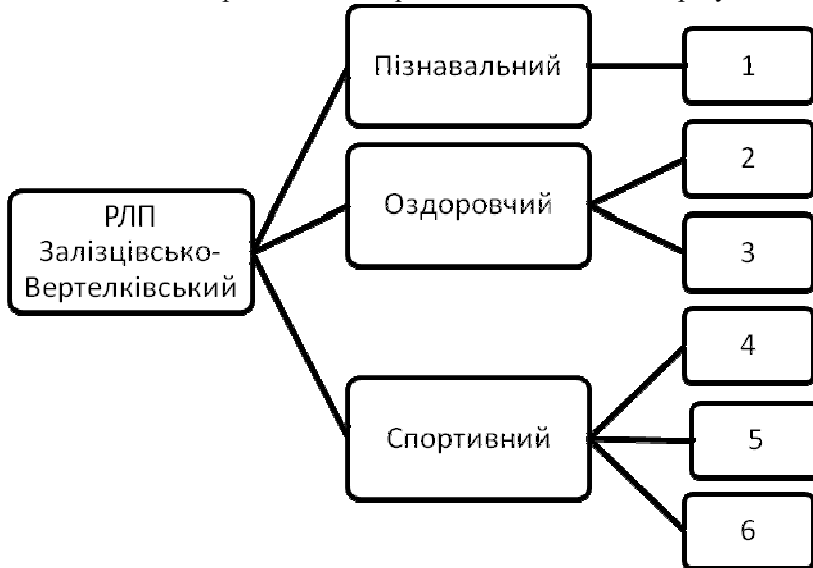 Пізнавальний
1
2
Оздоровчий
РЛП
Залізцівсько-
Вертелківський
3
4
Спортивний
5
6